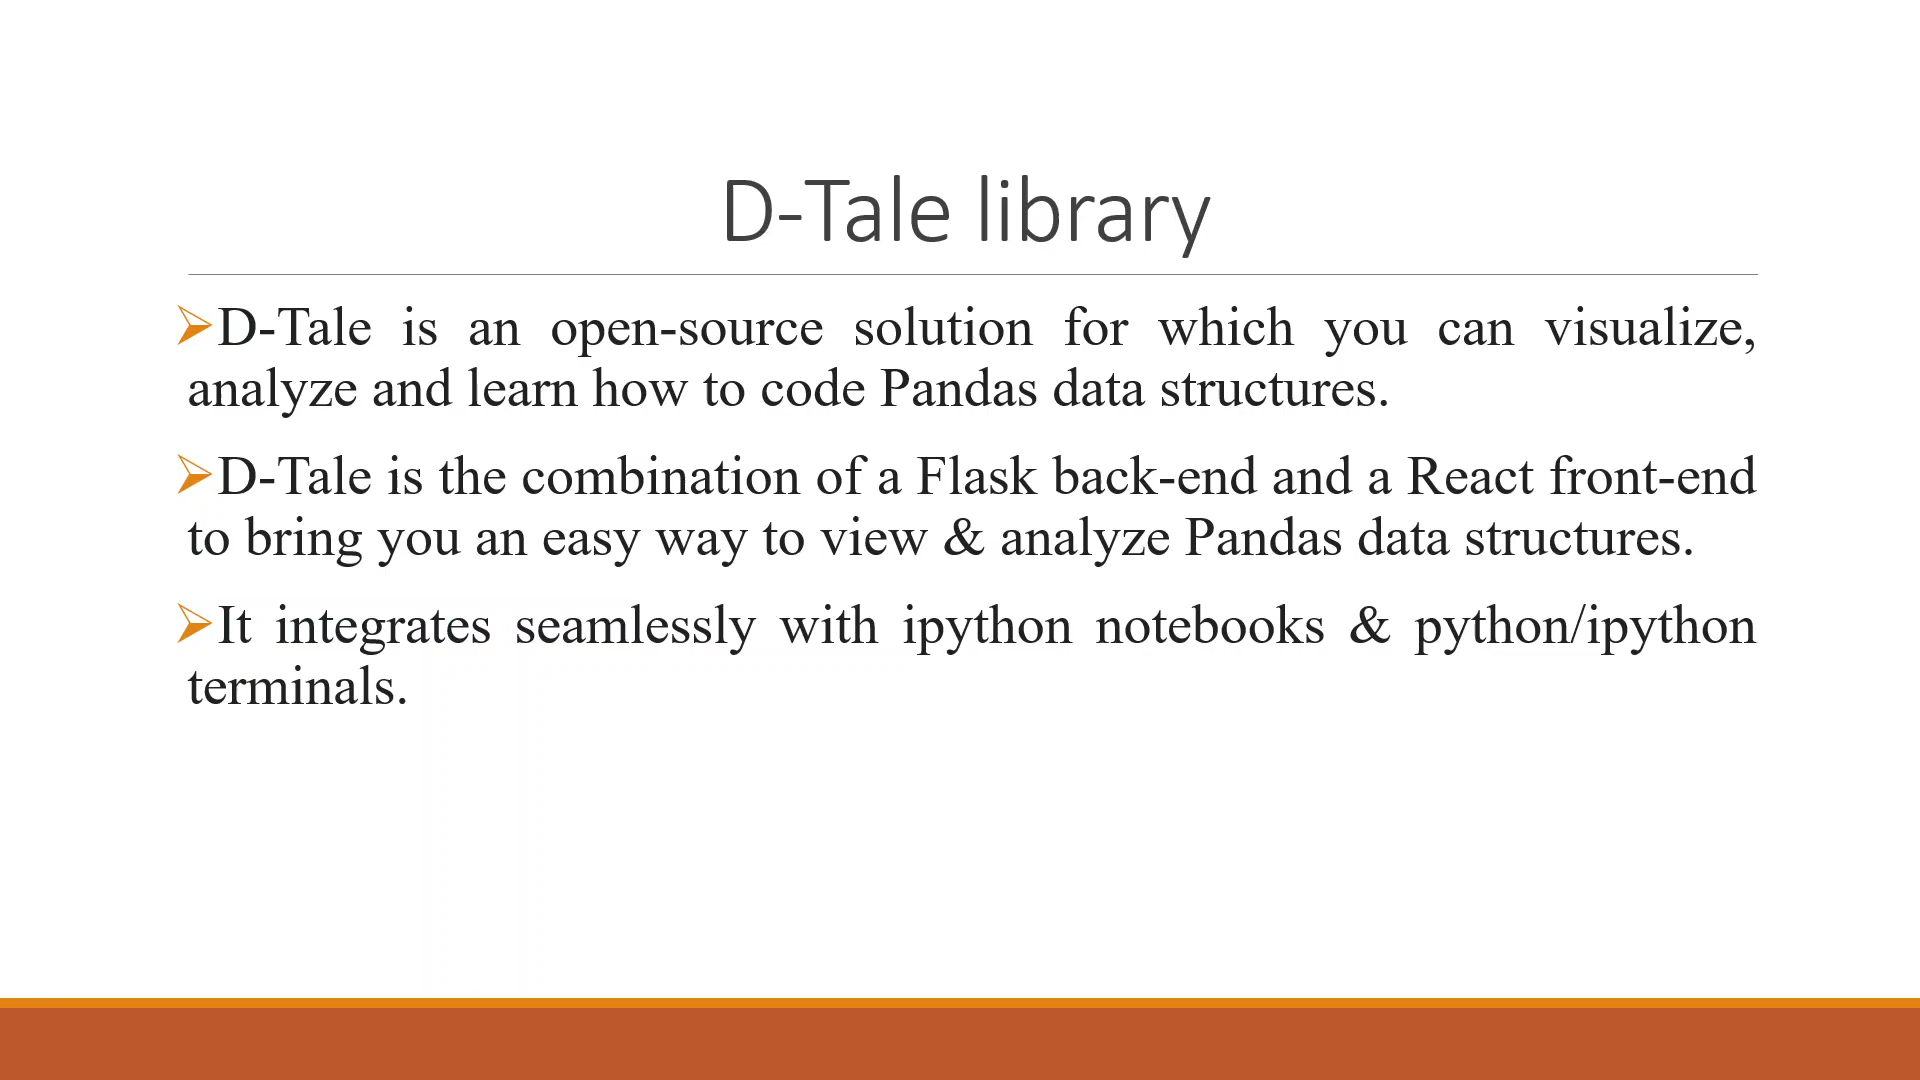 D-Tale library
D-Tale is an open-source solution for which you can visualize,
analyze and learn how to code Pandas data structures.
D-Tale is the combination of a Flask back-end and a React front-end
to bring you an easy way to view & analyze Pandas data structures.
It integrates seamlessly with ipython notebooks & python/ipython
terminals.